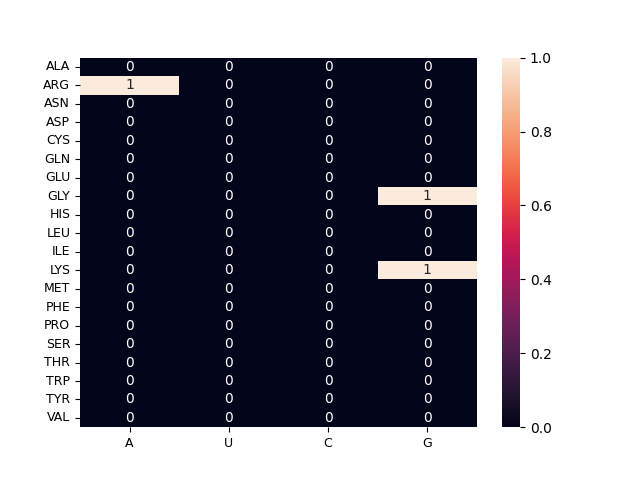 ALA 0 0 0 0
ARG 1 0 0 0
ASN 0 0 0 0
ASP 0 0 0 0
CYS 0 0 0 0
GLN 0 0 0 0
GLU 0 0 0 0
GLY 0 0 0 1
HIS 0 0 0 0
LEU 0 0 0 0
ILE 0 0 0 0
LYS 0 0 0 1
MET 0 0 0 0
PHE 0 0 0 0
PRO 0 0 0 0
SER 0 0 0 0
THR 0 0 0 0
TRP 0 0 0 0
TYR 0 0 0 0
VAL 0 0 0 0
A U C G
1.0
0.8
0.6
0.4
0.2
0.0